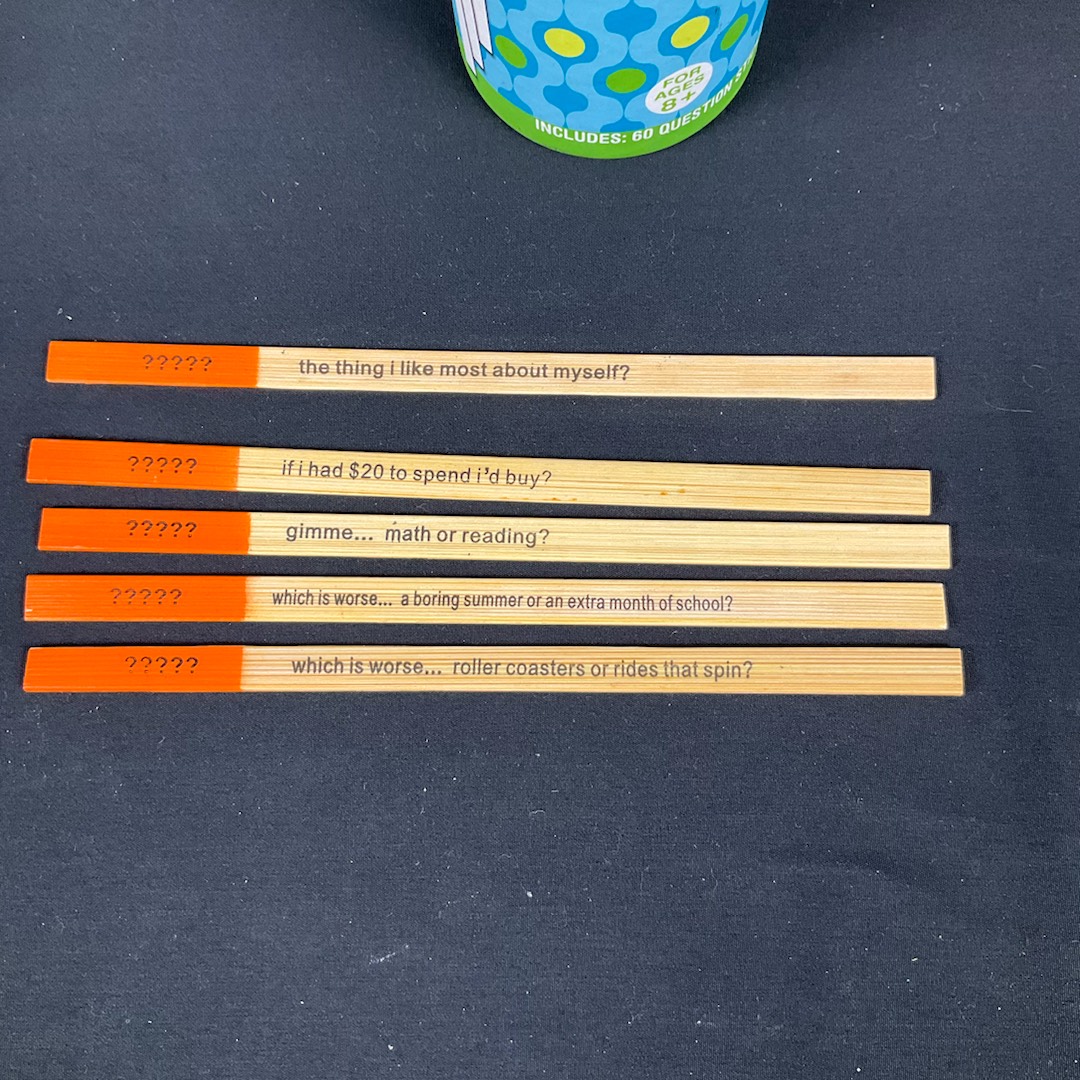 FOR
AGES
8+
INCLUDES: 60 QUESTION
????? the thing i like most about myself?
????? if i had $20 to spend i'd buy?
????? gimme... math or reading?
????? which is worse... a boring summer or an extra month of school?
????? which is worse... roller coasters or rides that spin?